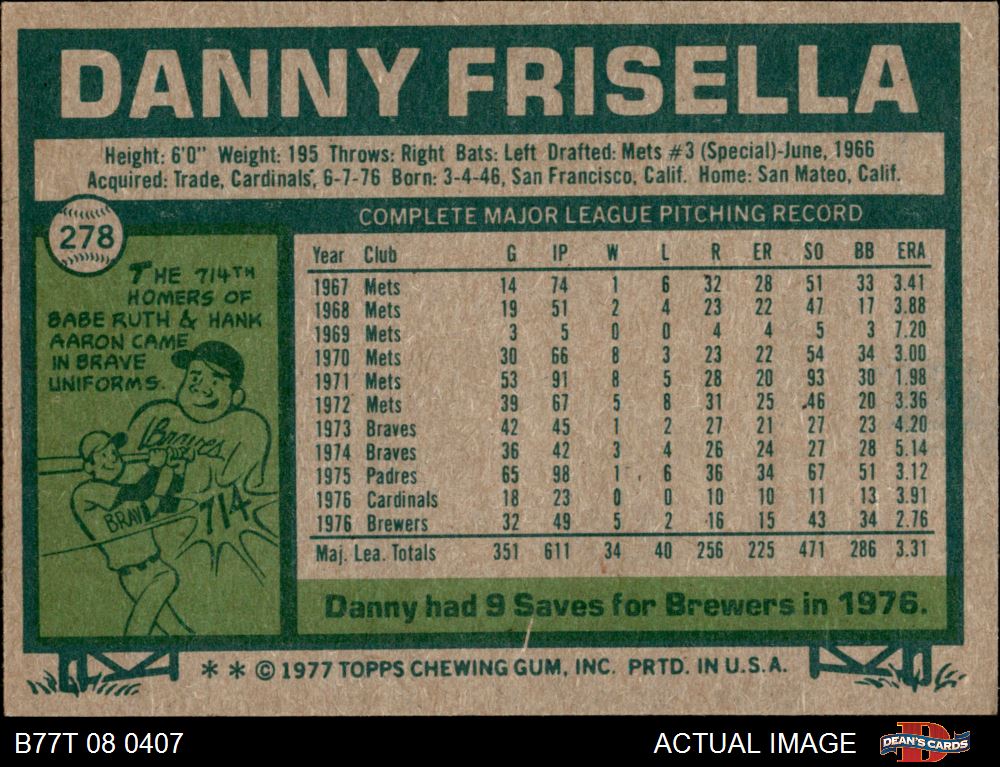 DANNY FRISELLA
Height: 6'0" Weight: 195 Throws: Right Bats: Left Drafted: Mets #3 (Special)-June, 1966
Acquired: Trade, Cardinals, 6-7-76 Born: 3-4-46, San Francisco, Calif. Home: San Mateo, Calif.
278
THE 714TH
HOMERS OF
BABE RUTH & HANK
AARON CAME
IN BRAVE
UNIFORMS.
Braves
BRAV
714
COMPLETE MAJOR LEAGUE PITCHING RECORD
Year Club G IP W L R ER SO BB ERA
1967 Mets 14 74 1 6 32 28 51 33 3.41
1968 Mets 19 51 2 4 23 22 47 17 3.88
1969 Mets 3 5 0 0 4 4 5 3 7.20
1970 Mets 30 66 8 3 23 22 54 34 3.00
1971 Mets 53 91 8 5 28 20 93 30 1.98
1972 Mets 39 67 5 8 31 25 46 20 3.36
1973 Braves 42 45 1 2 27 21 27 23 4.20
1974 Braves 36 42 3 4 26 24 27 28 5.14
1975 Padres 65 98 1 6 36 34 67 51 3.12
1976 Cardinals 18 23 0 0 10 10 11 13 3.91
1976 Brewers 32 49 5 2 16 15 43 34 2.76
Maj. Lea. Totals 351 611 34 40 256 225 471 286 3.31
Danny had 9 Saves for Brewers in 1976.
* * © 1977 TOPPS CHEWING GUM, INC. PRTD. IN U.S.A.
B77T 08 0407
ACTUAL IMAGE
D
DEAN'S CARDS